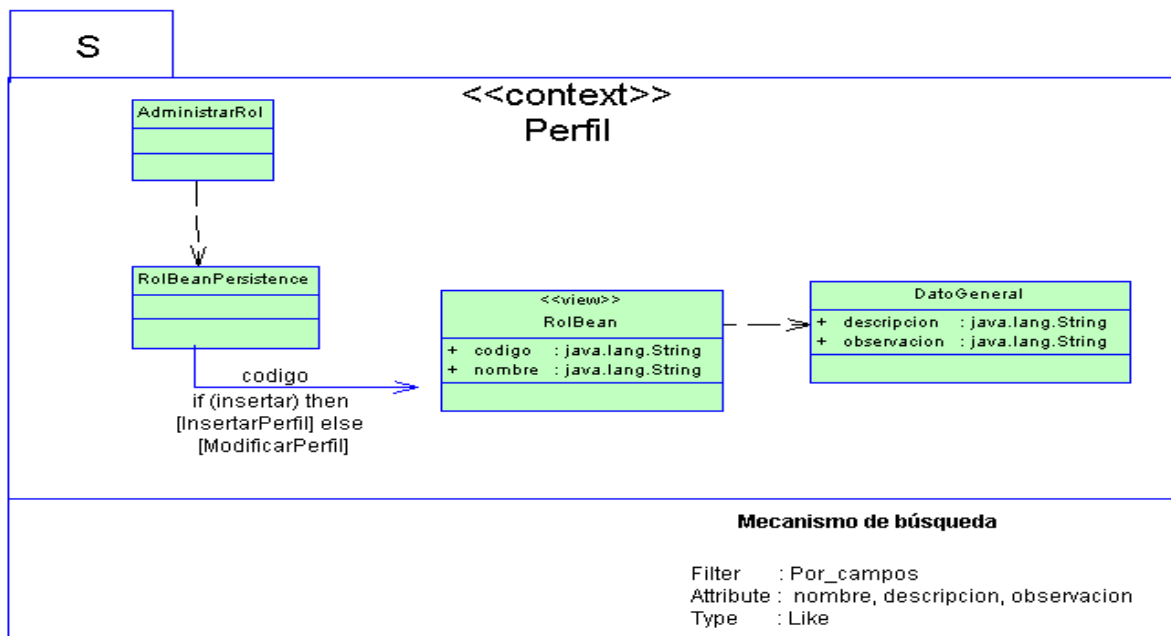 S
<<context>>
Perfil
AdministrarRol
RolBeanPersistence
codigo
if (insertar) then
[InsertarPerfil] else
[ModificarPerfil]
<<view>>
RolBean
+ codigo : java.lang.String
+ nombre : java.lang.String
DatoGeneral
+ descripcion : java.lang.String
+ observacion : java.lang.String
Mecanismo de búsqueda
Filter : Por_campos
Attribute : nombre, descripcion, observacion
Type : Like